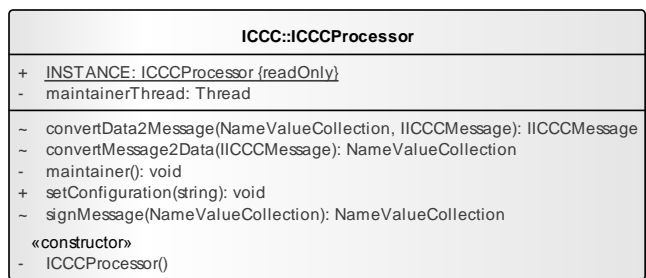 ICCC::ICCCProcessor
+ INSTANCE: ICCCProcessor {readOnly}
- maintainerThread: Thread
~ convertData2Message(NameValueCollection, IICCCMessage): IICCCMessage
~ convertMessage2Data(IICCCMessage): NameValueCollection
- maintainer(): void
+ setConfiguration(string): void
~ signMessage(NameValueCollection): NameValueCollection
«constructor»
- ICCCProcessor()